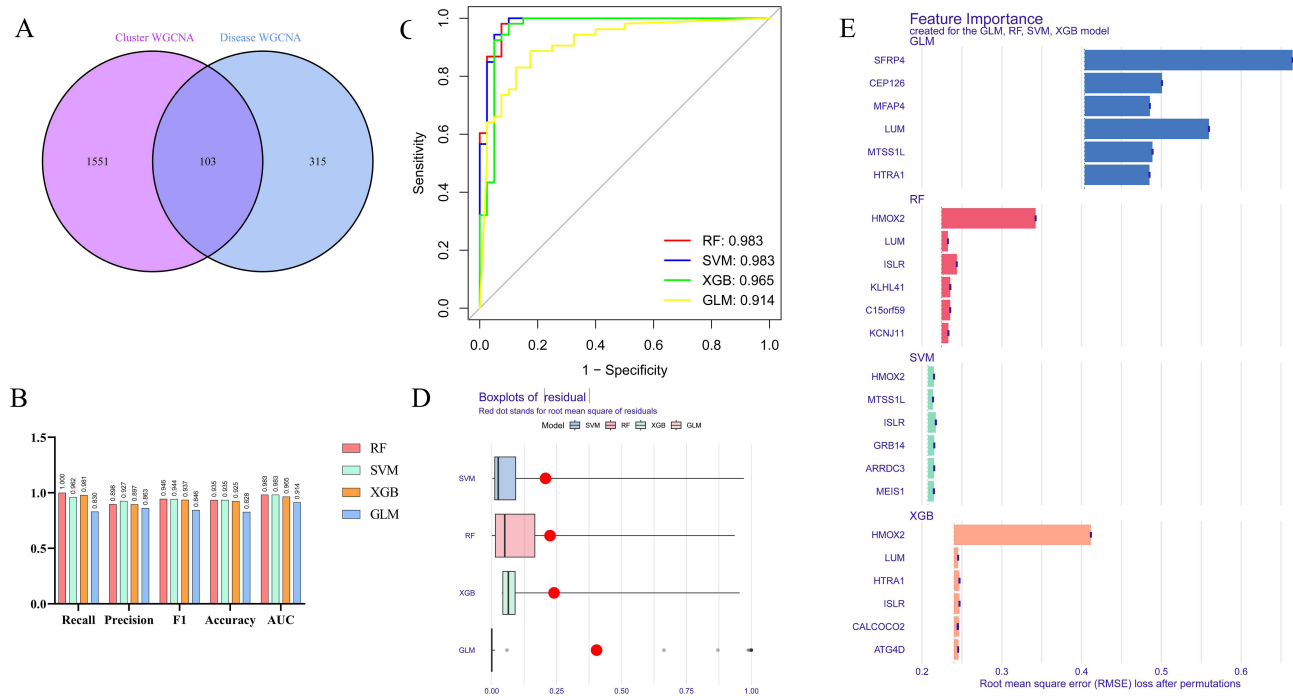 A
Cluster WGCNA
Disease WGCNA
1551
103
315
B
1.5
1.0
0.5
0.0
1.000
0.962
0.981
0.830
0.898
0.927
0.897
0.863
0.946
0.944
0.937
0.846
0.935
0.935
0.925
0.828
0.983
0.983
0.965
0.914
Recall
Precision
F1
Accuracy
AUC
RF
SVM
XGB
GLM
C
Sensitivity
1.0
0.8
0.6
0.4
0.2
0.0
RF: 0.983
SVM: 0.983
XGB: 0.965
GLM: 0.914
0.0 0.2 0.4 0.6 0.8 1.0
1 − Specificity
D
Boxplots of residual
Red dot stands for root mean square of residuals
Model SVM RF XGB GLM
SVM
RF
XGB
GLM
0.00 0.25 0.50 0.75 1.00
E
Feature Importance
created for the GLM, RF, SVM, XGB model
GLM
SFRP4
CEP126
MFAP4
LUM
MTSS1L
HTRA1
RF
HMOX2
LUM
ISLR
KLHL41
C15orf59
KCNJ11
SVM
HMOX2
MTSS1L
ISLR
GRB14
ARRDC3
MEIS1
XGB
HMOX2
LUM
HTRA1
ISLR
CALCOCO2
ATG4D
0.2 0.4 0.5 0.6
Root mean square error (RMSE) loss after permutations